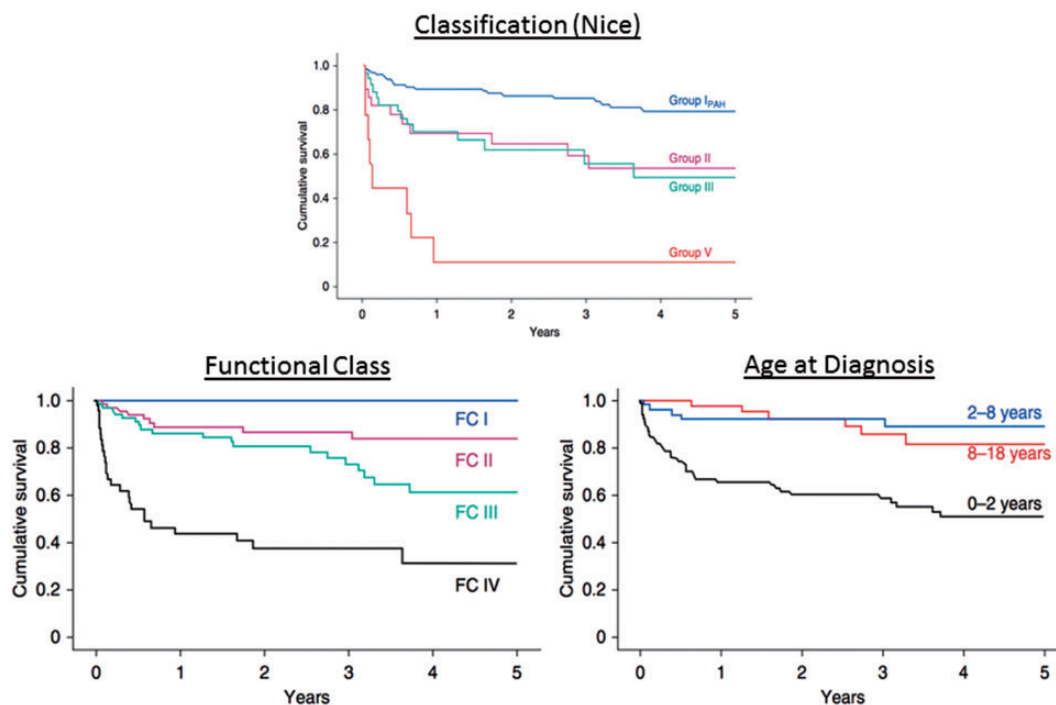 Classification (Nice)
Cumulative survival
1.0
0.8
0.6
0.4
0.2
0
Group I PAH
Group II
Group III
Group V
0 1 2 3 4 5
Years
Functional Class
Cumulative survival
1.0
0.8
0.6
0.4
0.2
0
FC I
FC II
FC III
FC IV
0 1 2 3 4 5
Years
Age at Diagnosis
Cumulative survival
1.0
0.8
0.6
0.4
0.2
0
2–8 years
8–18 years
0–2 years
0 1 2 3 4 5
Years